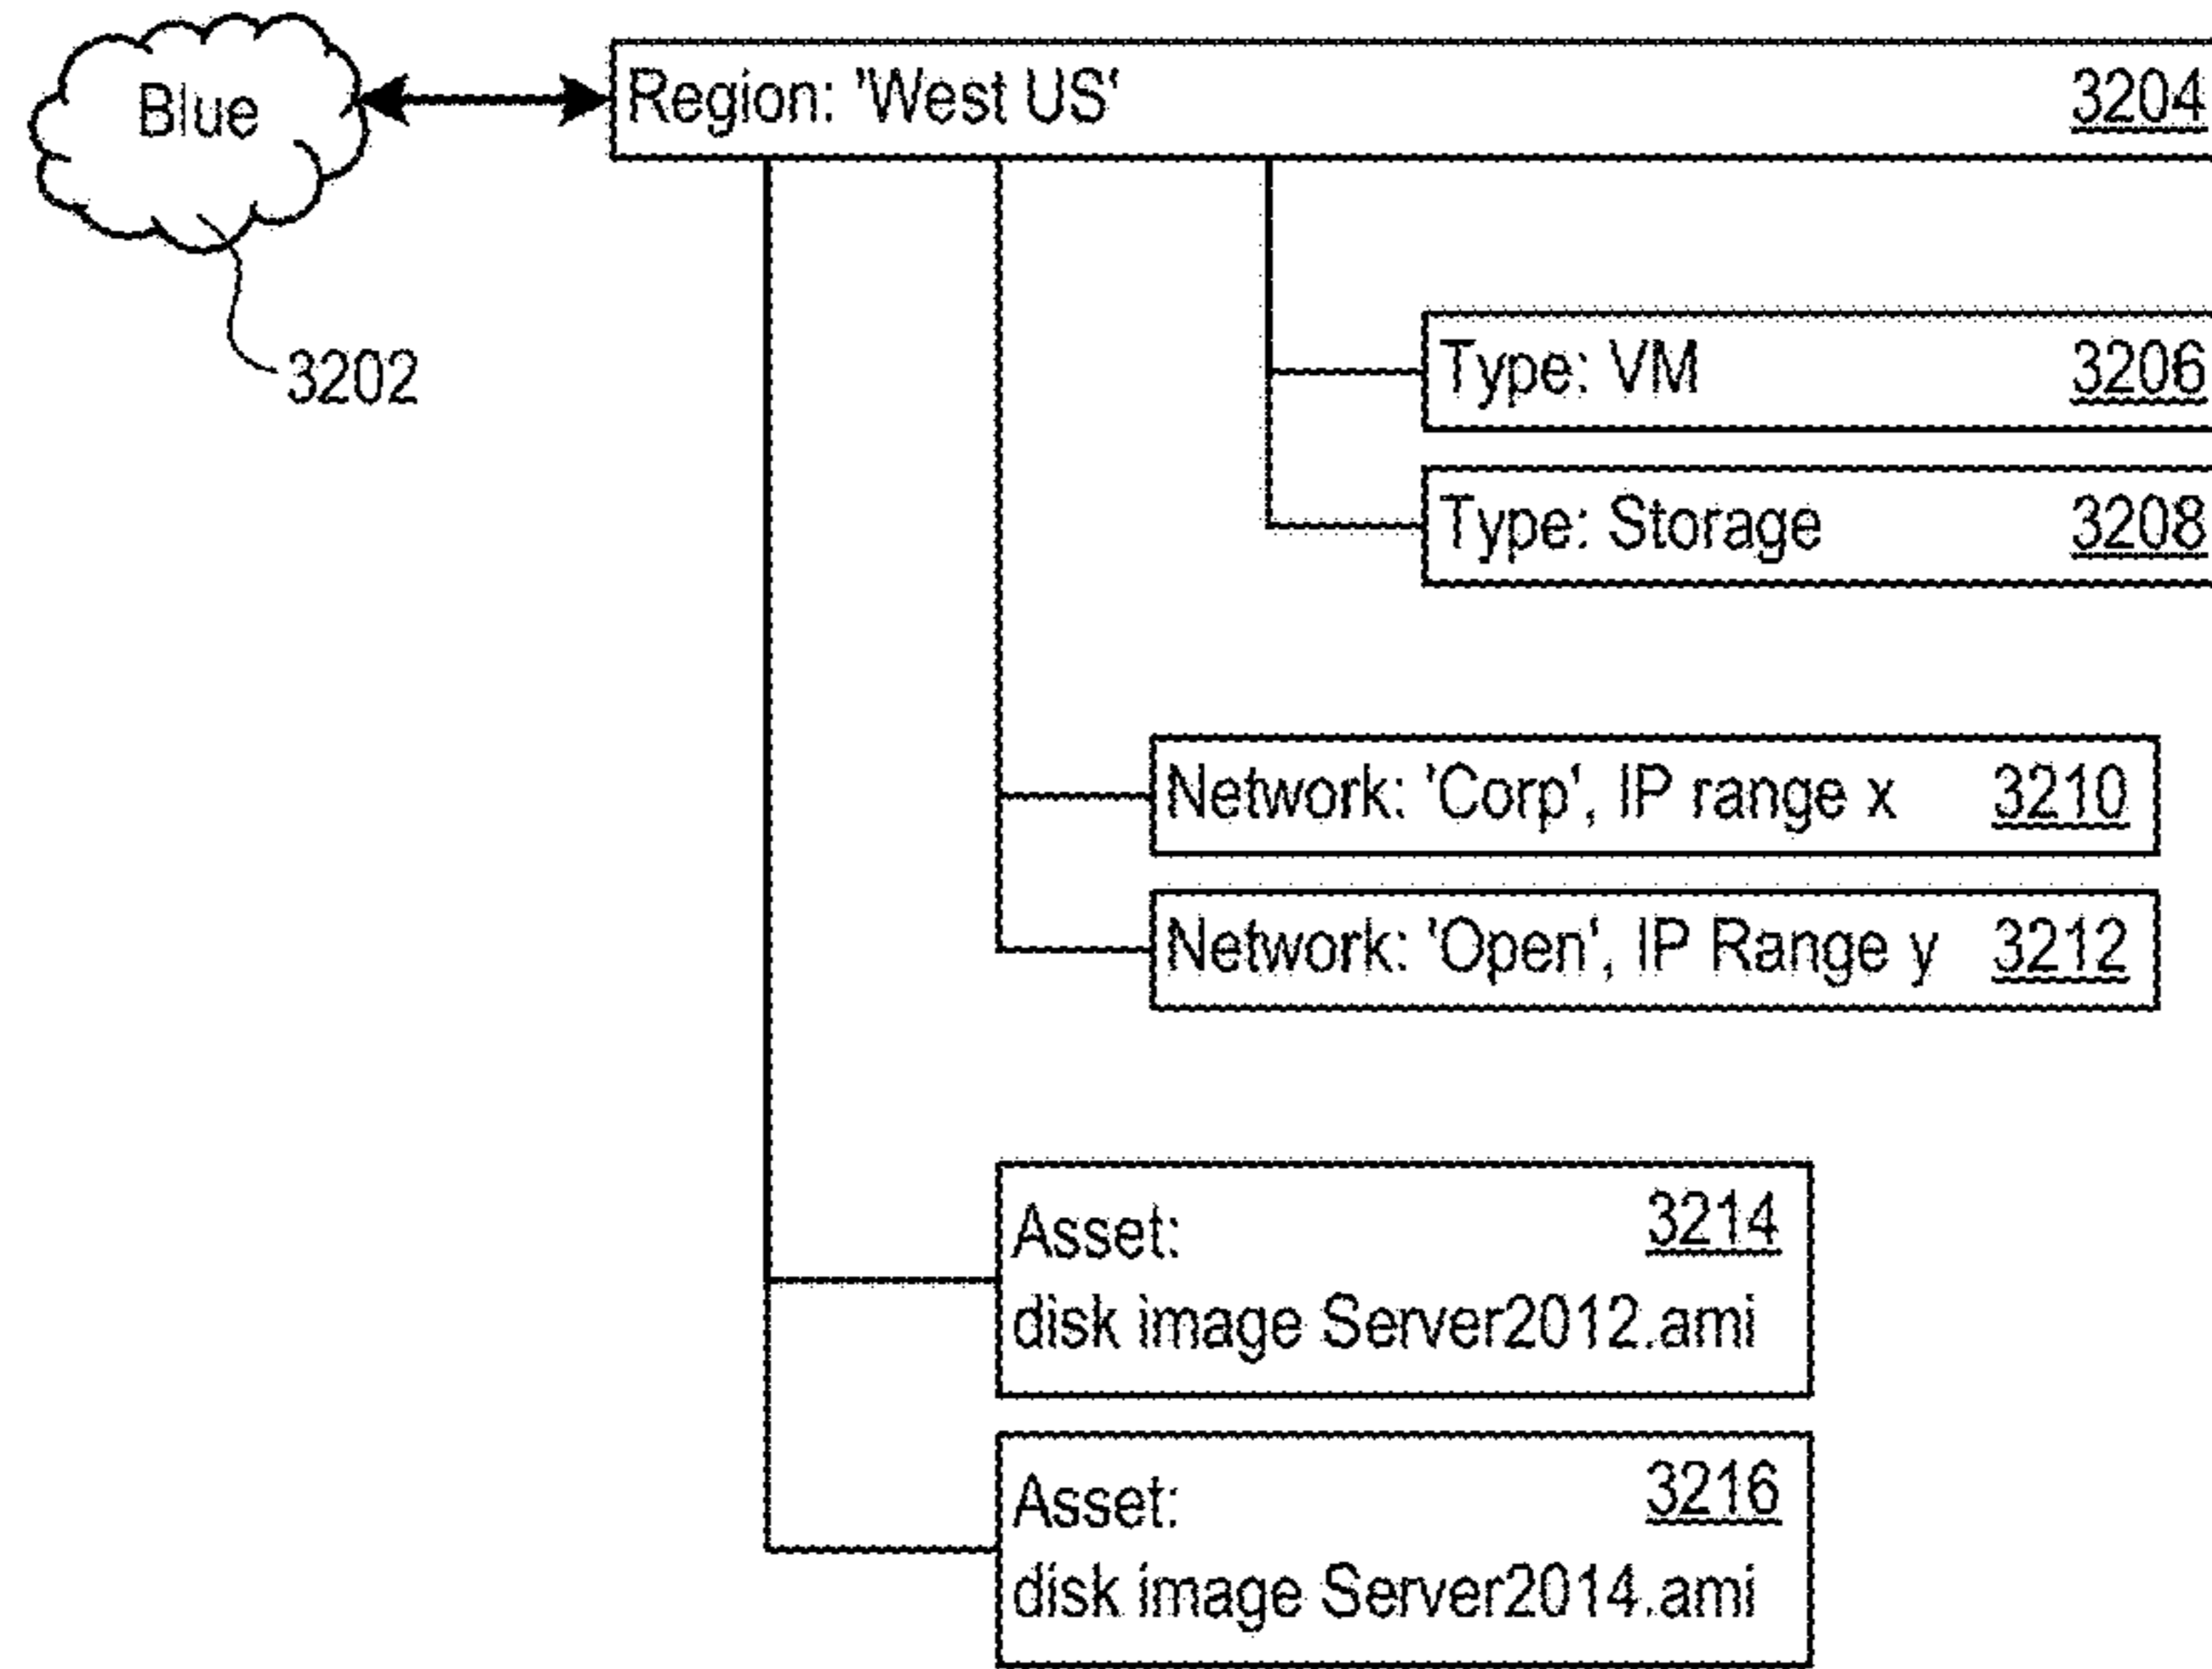 Blue
Region: 'West US' 3204
3202
Type: VM 3206
Type: Storage 3208
Network: 'Corp', IP range x 3210
Network: 'Open', IP Range y 3212
Asset: 3214
disk image Server2012.ami
Asset: 3216
disk image Server2014.ami